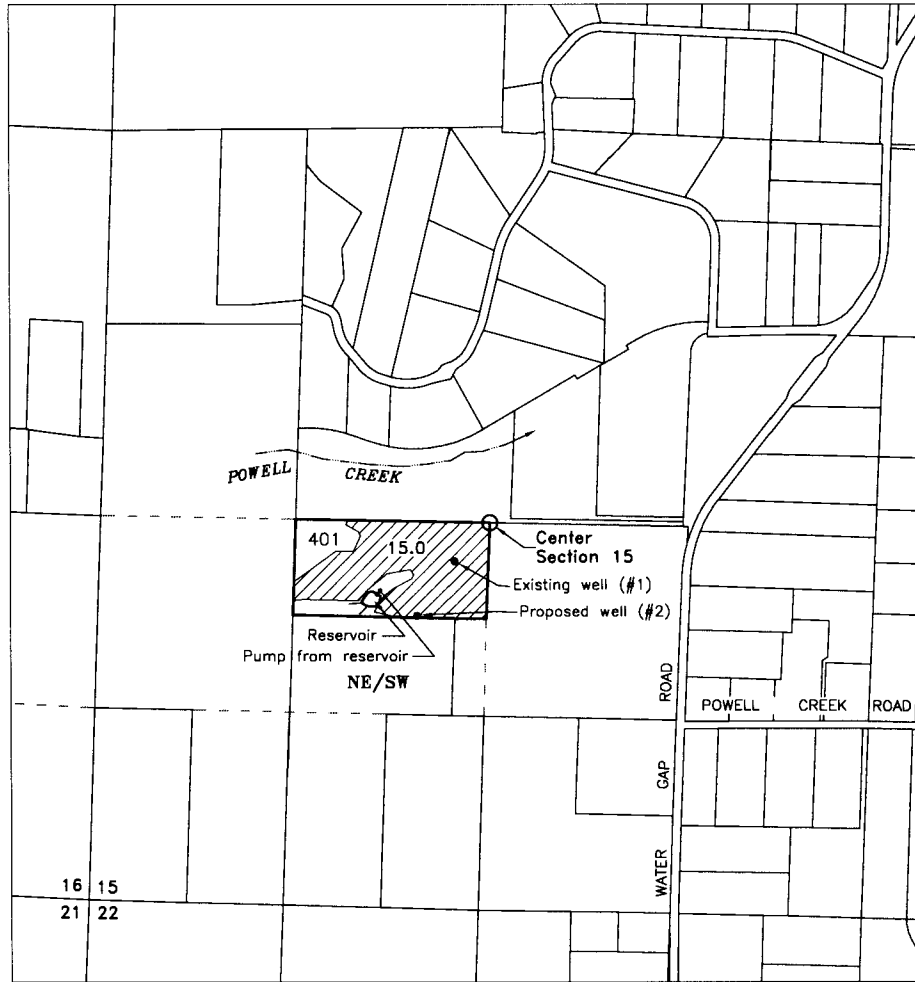 POWELL CREEK
401
15.0
Center
Section 15
Existing well (#1)
Proposed well (#2)
Reservoir
Pump from reservoir
NE/SW
WATER GAP ROAD
POWELL CREEK ROAD
16 15
21 22